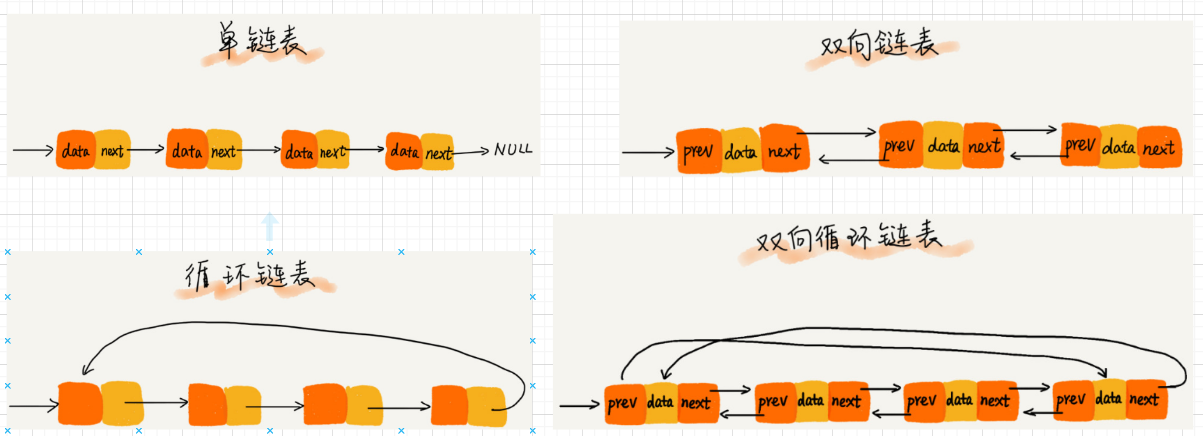 单链表
data next data next data next data next NULL
双向链表
prev data next prev data next prev data next
循环链表
双向循环链表
prev data next prev data next prev data next prev data next